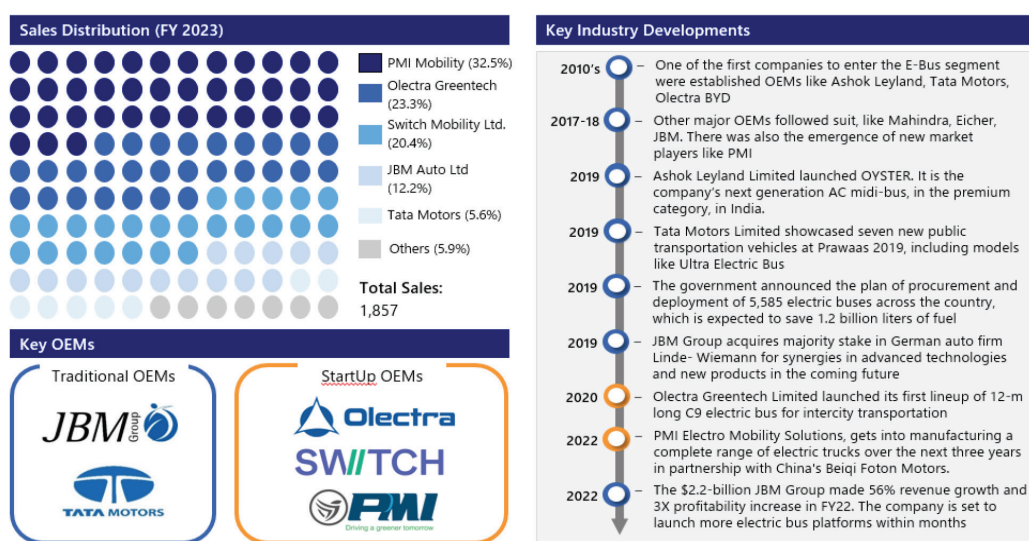 Sales Distribution (FY 2023)
PMI Mobility (32.5%)
Olectra Greentech
(23.3%)
Switch Mobility Ltd.
(20.4%)
JBM Auto Ltd
(12.2%)
Tata Motors (5.6%)
Others (5.9%)
Total Sales:
1,857
Key OEMs
Traditional OEMs
JBM Group
TATA MOTORS
StartUp OEMs
Olectra
SWITCH
PMI
Driving a greener tomorrow
Key Industry Developments
2010's – One of the first companies to enter the E-Bus segment
were established OEMs like Ashok Leyland, Tata Motors,
Olectra BYD
2017-18 – Other major OEMs followed suit, like Mahindra, Eicher,
JBM. There was also the emergence of new market
players like PMI
2019 – Ashok Leyland Limited launched OYSTER. It is the
company's next generation AC midi-bus, in the premium
category, in India.
2019 – Tata Motors Limited showcased seven new public
transportation vehicles at Prawaas 2019, including models
like Ultra Electric Bus
2019 – The government announced the plan of procurement and
deployment of 5,585 electric buses across the country,
which is expected to save 1.2 billion liters of fuel
2019 – JBM Group acquires majority stake in German auto firm
Linde- Wiemann for synergies in advanced technologies
and new products in the coming future
2020 – Olectra Greentech Limited launched its first lineup of 12-m
long C9 electric bus for intercity transportation
2022 – PMI Electro Mobility Solutions, gets into manufacturing a
complete range of electric trucks over the next three years
in partnership with China's Beiqi Foton Motors.
2022 – The $2.2-billion JBM Group made 56% revenue growth and
3X profitability increase in FY22. The company is set to
launch more electric bus platforms within months